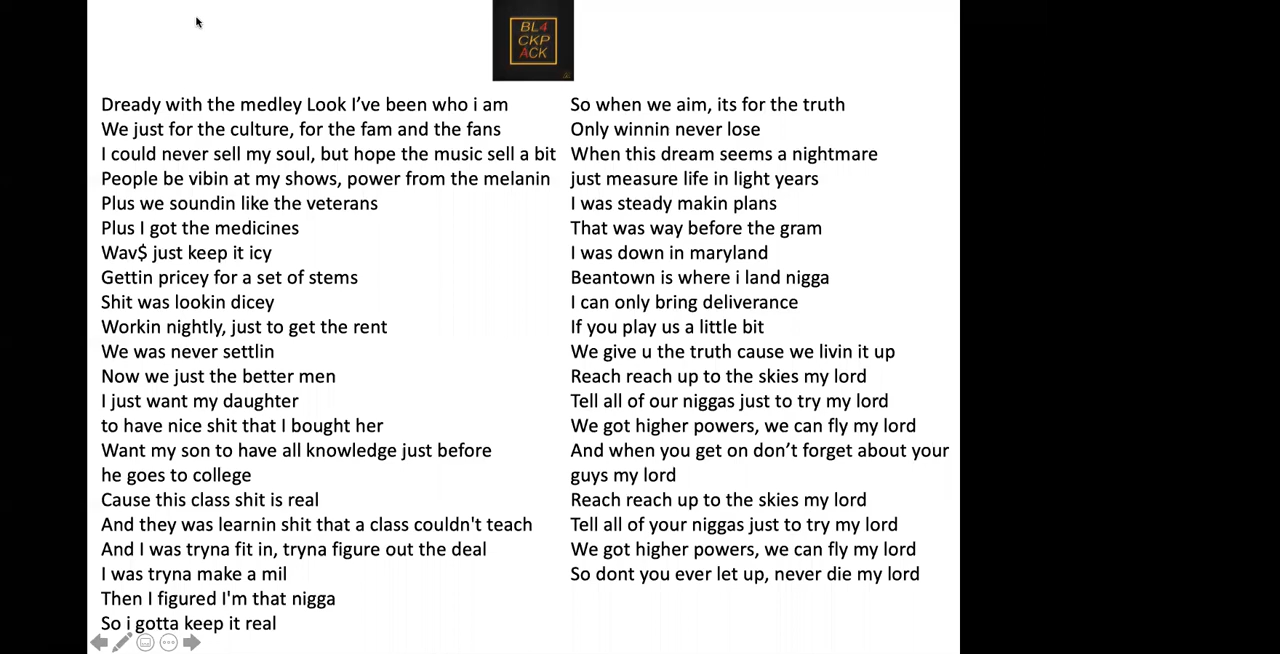 BL4
CKP
ACK
Dready with the medley Look I’ve been who i am
We just for the culture, for the fam and the fans
I could never sell my soul, but hope the music sell a bit
People be vibin at my shows, power from the melanin
Plus we soundin like the veterans
Plus I got the medicines
Wav$ just keep it icy
Gettin pricey for a set of stems
Shit was lookin dicey
Workin nightly, just to get the rent
We was never settlin
Now we just the better men
I just want my daughter
to have nice shit that I bought her
Want my son to have all knowledge just before
he goes to college
Cause this class shit is real
And they was learnin shit that a class couldn't teach
And I was tryna fit in, tryna figure out the deal
I was tryna make a mil
Then I figured I'm that nigga
So i gotta keep it real
So when we aim, its for the truth
Only winnin never lose
When this dream seems a nightmare
just measure life in light years
I was steady makin plans
That was way before the gram
I was down in maryland
Beantown is where i land nigga
I can only bring deliverance
If you play us a little bit
We give u the truth cause we livin it up
Reach reach up to the skies my lord
Tell all of our niggas just to try my lord
We got higher powers, we can fly my lord
And when you get on don’t forget about your
guys my lord
Reach reach up to the skies my lord
Tell all of your niggas just to try my lord
We got higher powers, we can fly my lord
So dont you ever let up, never die my lord